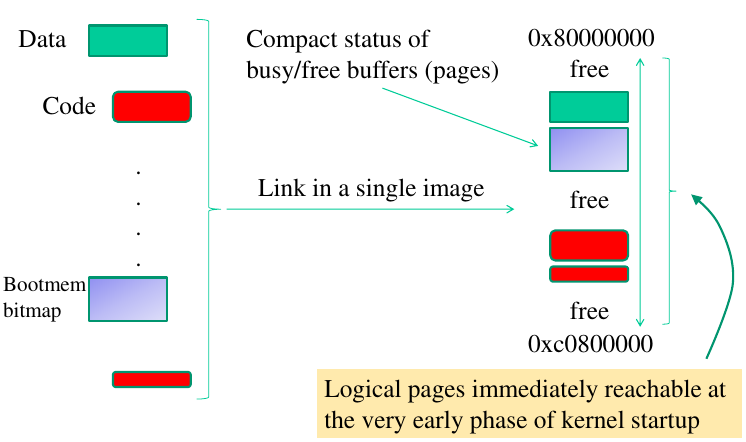 Data
Code
.
.
.
.
Bootmem
bitmap
Compact status of
busy/free buffers (pages)
Link in a single image
0x80000000
free
free
free
0xc0800000
Logical pages immediately reachable at
the very early phase of kernel startup